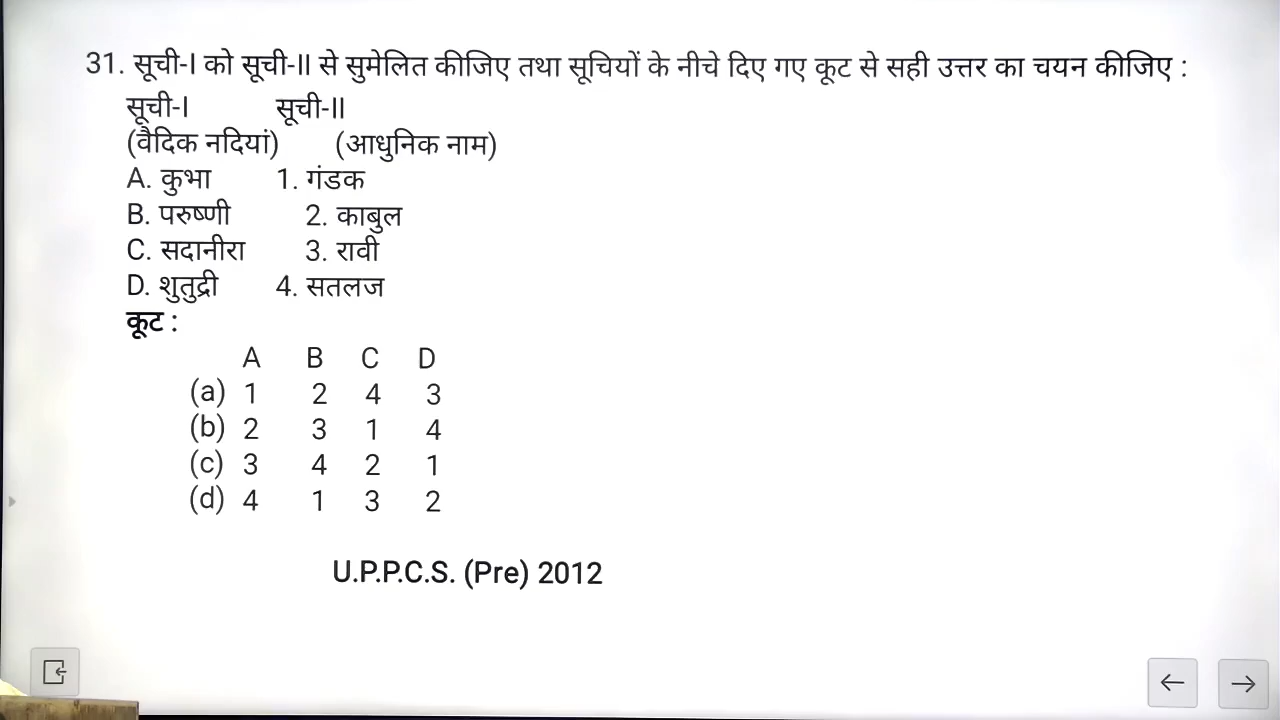 31. सूची-I को सूची-II से सुमेलित कीजिए तथा सूचियों के नीचे दिए गए कूट से सही उत्तर का चयन कीजिए :
सूची-I सूची-II
(वैदिक नदियां) (आधुनिक नाम)
A. कुभा 1. गंडक
B. परुष्णी 2. काबुल
C. सदानीरा 3. रावी
D. शुतुद्री 4. सतलज
कूट :
A B C D
(a) 1 2 4 3
(b) 2 3 1 4
(c) 3 4 2 1
(d) 4 1 3 2
U.P.P.C.S. (Pre) 2012